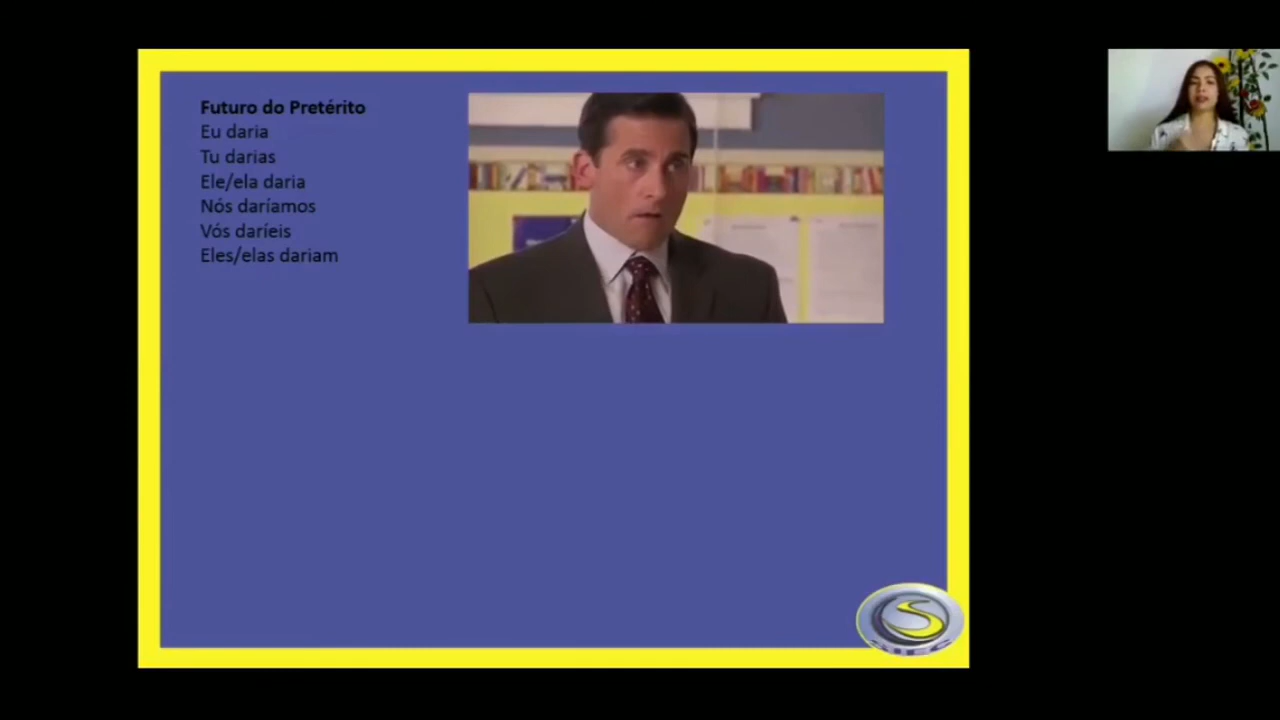 Futuro do Pretérito
Eu daria
Tu darias
Ele/ela daria
Nós daríamos
Vós daríeis
Eles/elas dariam